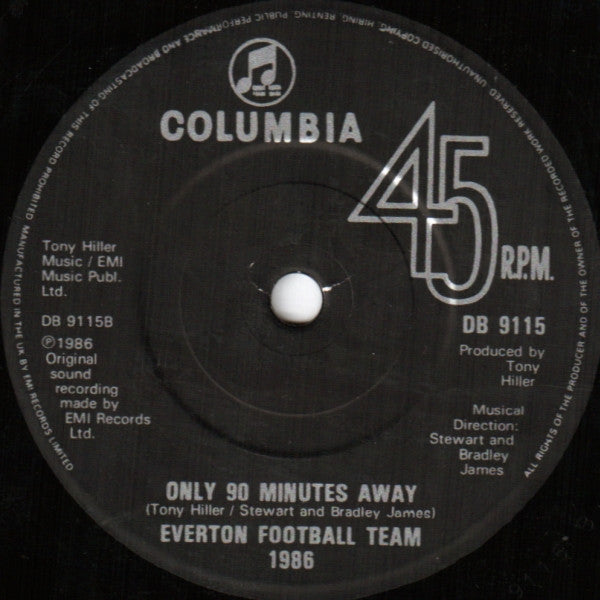 UNAUTHORISED COPYING, HIRING, RENTING, PUBLIC PERFORMANCE AND BROADCASTING OF THIS RECORD PROHIBITED MANUFACTURED IN THE UK BY EMI RECORDS LIMITED
ALL RIGHTS OF THE PRODUCER AND OF THE OWNER OF THE RECORDED WORK RESERVED
COLUMBIA
45
R.P.M.
Tony Hiller
Music / EMI
Music Publ.
Ltd.
DB 9115B
℗1986
Original
sound
recording
made by
EMI Records
Ltd.
DB 9115
Produced by
Tony
Hiller
Musical
Direction:
Stewart and
Bradley
James
ONLY 90 MINUTES AWAY
(Tony Hiller / Stewart and Bradley James)
EVERTON FOOTBALL TEAM
1986